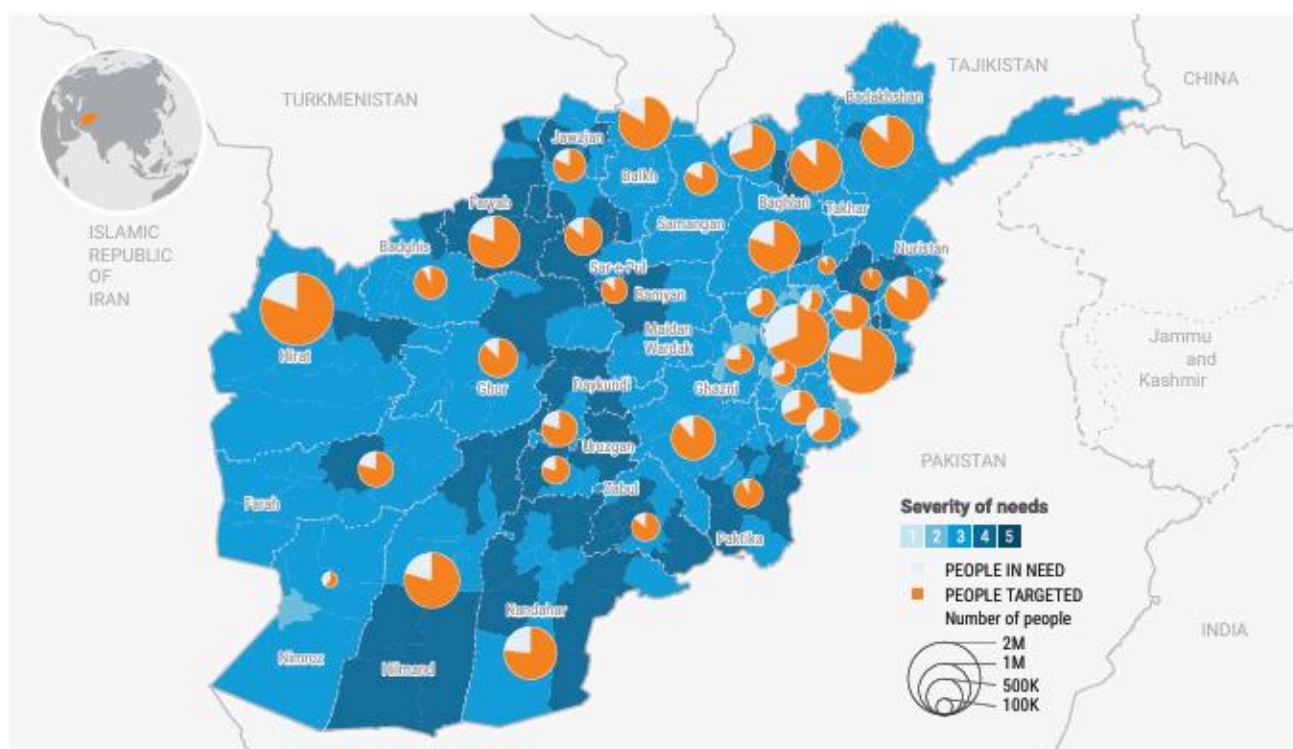 TURKMENISTAN
TAJIKISTAN
CHINA
Badakhshan
Jawzjan
Balkh
Faryab
Samangan
Baghlan
Takhar
ISLAMIC
REPUBLIC
OF
IRAN
Badghis
Nuristan
Sar-e-Pul
Bamyan
Maidan
Wardak
Jammu
and
Kashmir
Hirat
Ghor
Daykundi
Ghazni
Uruzgan
PAKISTAN
Zabul
Farah
Paktika
Kandahar
Nimroz
Hilmand
INDIA
Severity of needs
1 2 3 4 5
PEOPLE IN NEED
PEOPLE TARGETED
Number of people
2M
1M
500K
100K